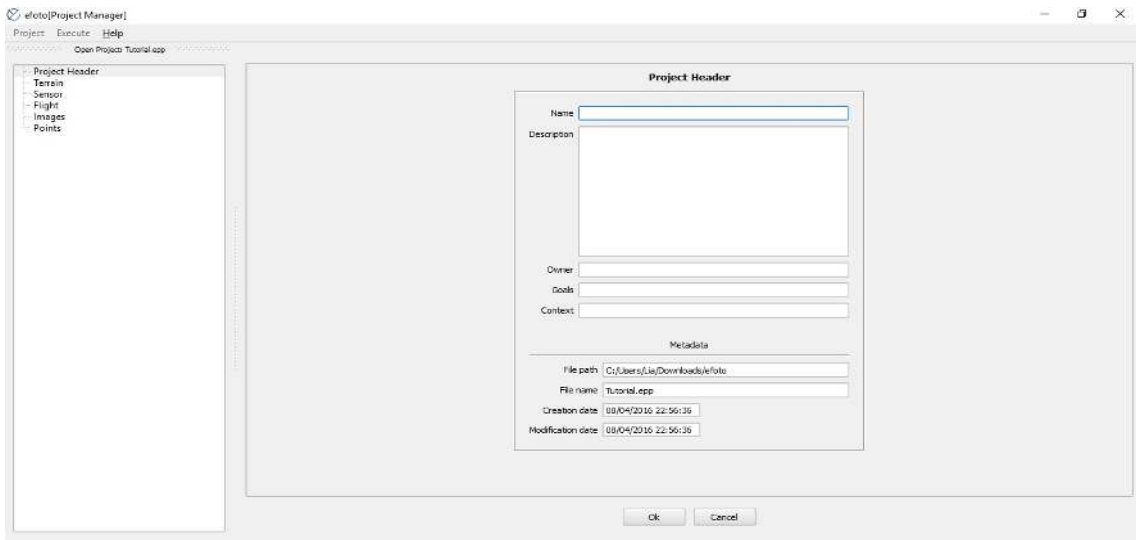 efoto[Project Manager]
Project Execute Help
Open Project: Tutorial.epp
Project Header
Terrain
Sensor
Flight
Images
Points
Project Header
Name
Description
Owner
Goals
Context
Metadata
File path C:/Users/Lia/Downloads/efoto
File name Tutorial.epp
Creation date 08/04/2016 22:56:36
Modification date 08/04/2016 22:56:36
Ok Cancel